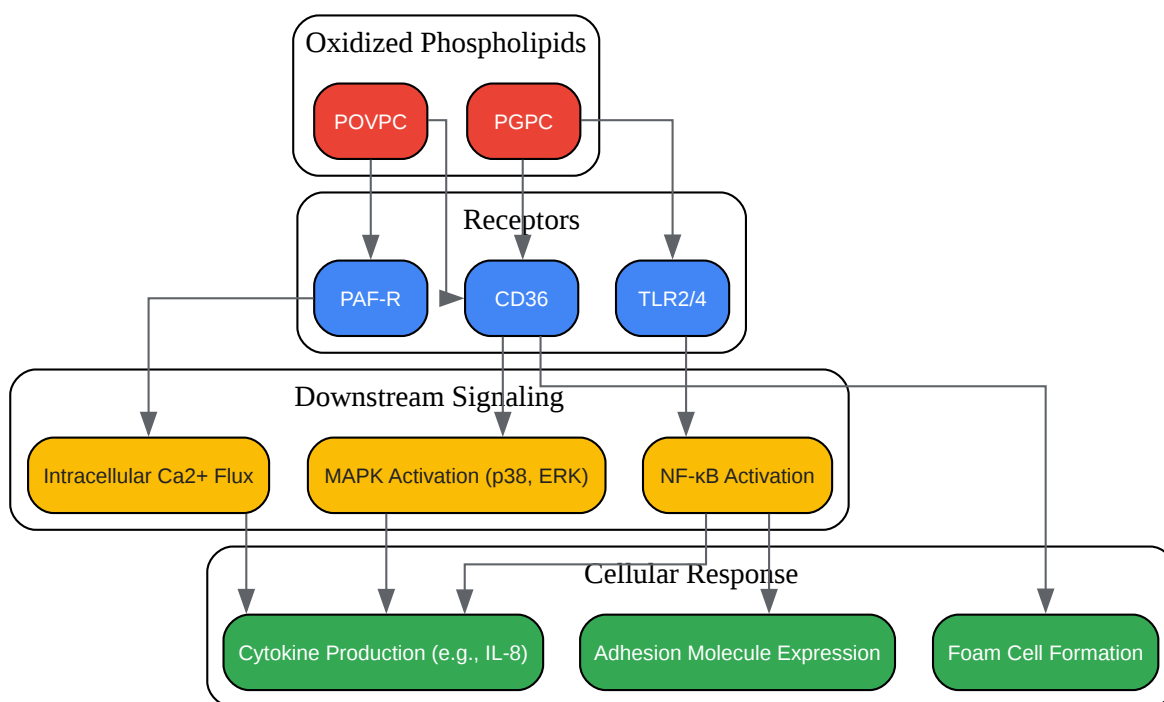 Oxidized Phospholipids
POVPC
PGPC
Receptors
PAF-R
CD36
TLR2/4
Downstream Signaling
Intracellular Ca2+ Flux
MAPK Activation (p38, ERK)
NF-κB Activation
Cellular Response
Cytokine Production (e.g., IL-8)
Adhesion Molecule Expression
Foam Cell Formation